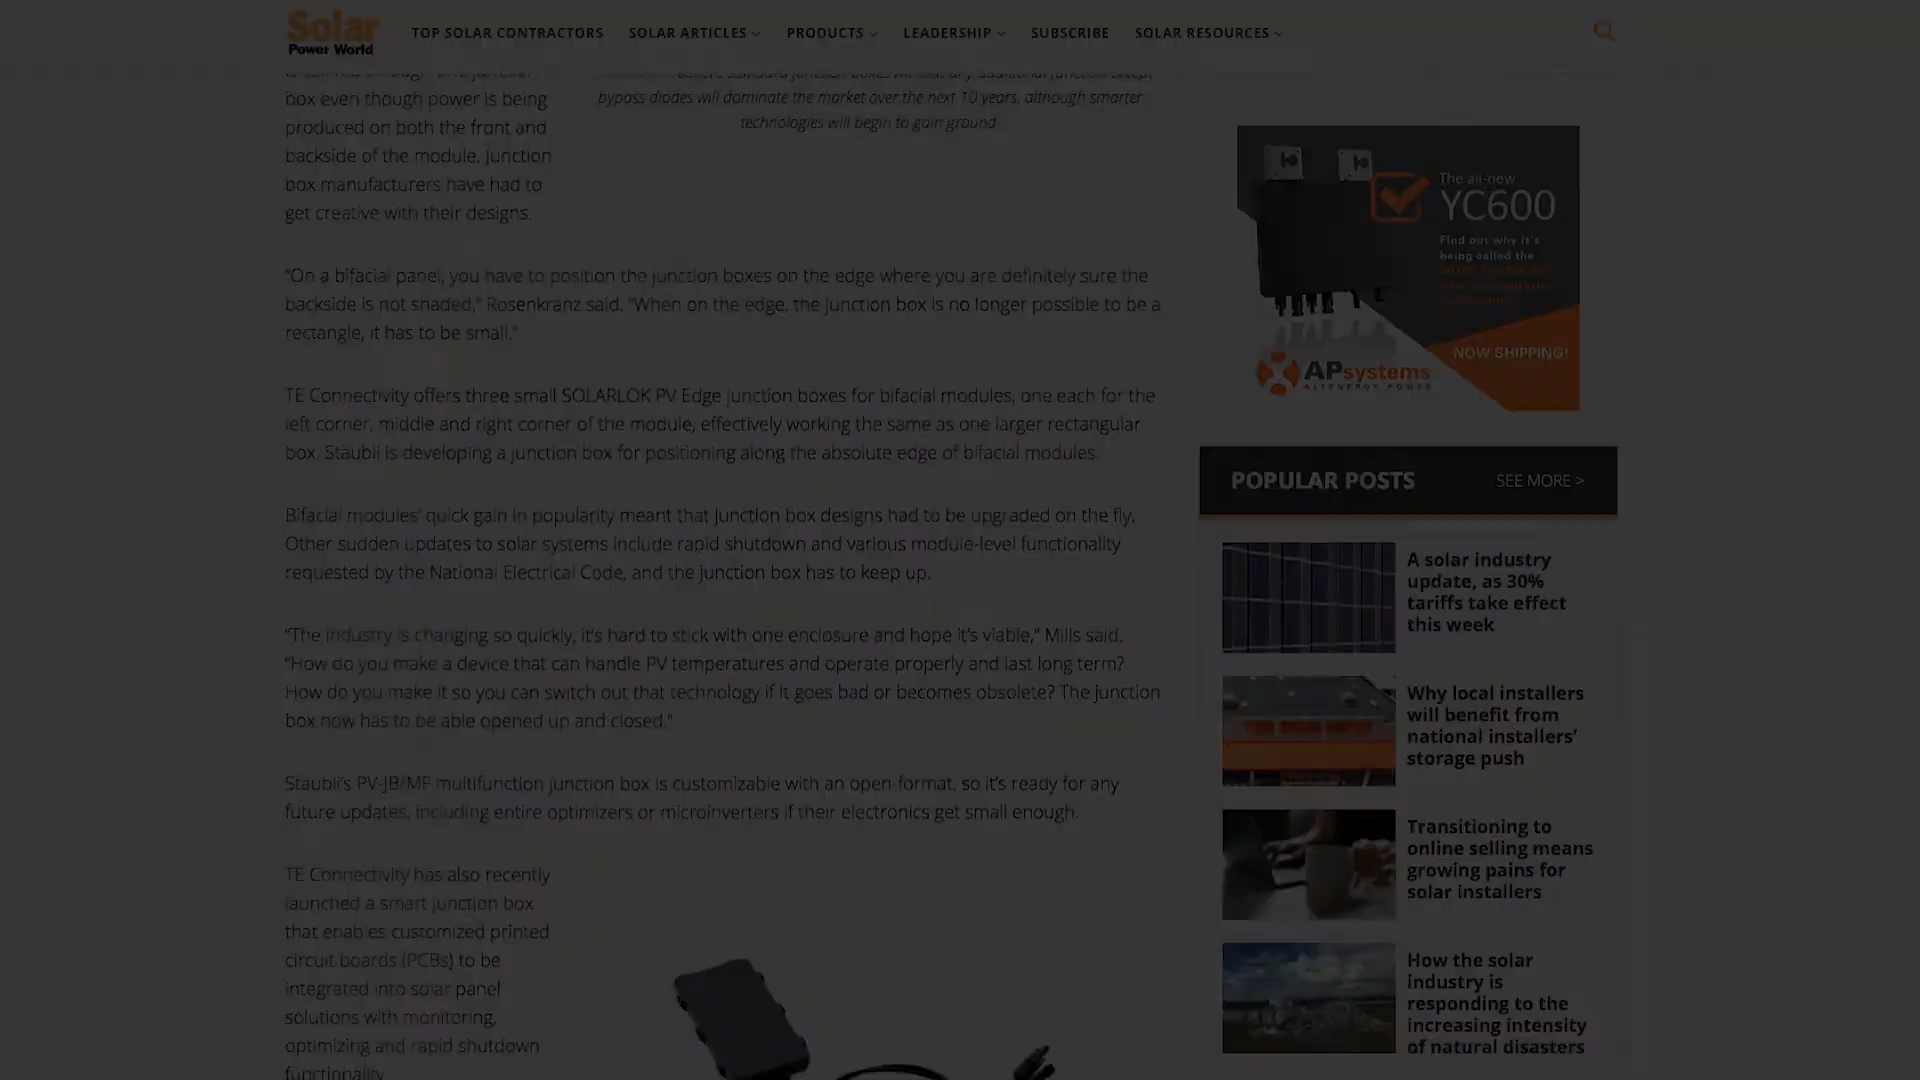 Solar
Power World
TOP SOLAR CONTRACTORS
SOLAR ARTICLES
PRODUCTS
LEADERSHIP
SUBSCRIBE
SOLAR RESOURCES
box even though power is being
produced on both the front and
backside of the module. Junction
box manufacturers have had to
get creative with their designs.
believe standard junction boxes without any additional function except
bypass diodes will dominate the market over the next 10 years, although smarter
technologies will begin to gain ground.
“On a bifacial panel, you have to position the junction boxes on the edge where you are definitely sure the
backside is not shaded,” Rosenkranz said. “When on the edge, the junction box is no longer possible to be a
rectangle, it has to be small.”
TE Connectivity offers three small SOLARLOK PV Edge junction boxes for bifacial modules, one each for the
left corner, middle and right corner of the module, effectively working the same as one larger rectangular
box. Stäubli is developing a junction box for positioning along the absolute edge of bifacial modules.
Bifacial modules’ quick gain in popularity meant that junction box designs had to be upgraded on the fly.
Other sudden updates to solar systems include rapid shutdown and various module-level functionality
requested by the National Electrical Code, and the junction box has to keep up.
“The industry is changing so quickly, it’s hard to stick with one enclosure and hope it’s viable,” Mills said.
“How do you make a device that can handle PV temperatures and operate properly and last long term?
How do you make it so you can switch out that technology if it goes bad or becomes obsolete? The junction
box now has to be able opened up and closed.”
Stäubli’s PV-JB/MF multifunction junction box is customizable with an open format, so it’s ready for any
future updates, including entire optimizers or microinverters if their electronics get small enough.
TE Connectivity has also recently
launched a smart junction box
that enables customized printed
circuit boards (PCBs) to be
integrated into solar panel
solutions with monitoring,
optimizing and rapid shutdown
functionality.
The all-new
YC600
Find out why it's
being called the
NOW SHIPPING!
APsystems
ALTENERGY POWER
POPULAR POSTS
SEE MORE >
A solar industry
update, as 30%
tariffs take effect
this week
Why local installers
will benefit from
national installers’
storage push
Transitioning to
online selling means
growing pains for
solar installers
How the solar
industry is
responding to the
increasing intensity
of natural disasters